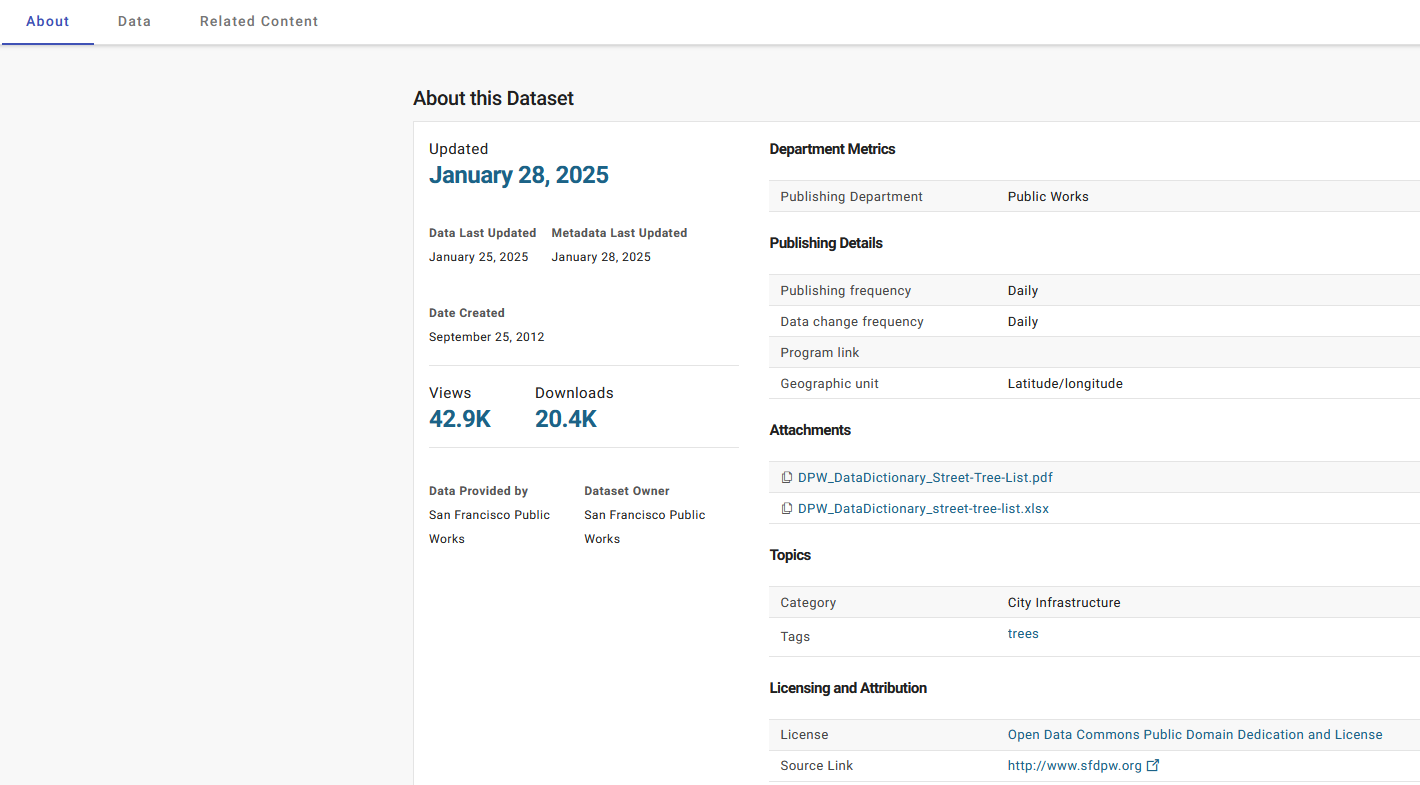 About Data Related Content
About this Dataset
Updated
January 28, 2025
Data Last Updated Metadata Last Updated
January 25, 2025 January 28, 2025
Date Created
September 25, 2012
Views Downloads
42.9K 20.4K
Data Provided by Dataset Owner
San Francisco Public San Francisco Public
Works Works
Department Metrics
Publishing Department Public Works
Publishing Details
Publishing frequency Daily
Data change frequency Daily
Program link
Geographic unit Latitude/longitude
Attachments
DPW_DataDictionary_Street-Tree-List.pdf
DPW_DataDictionary_street-tree-list.xlsx
Topics
Category City Infrastructure
Tags trees
Licensing and Attribution
License Open Data Commons Public Domain Dedication and License
Source Link http://www.sfdpw.org